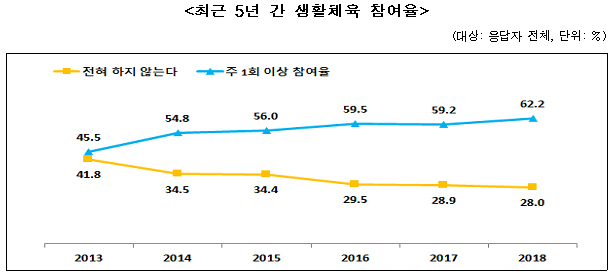 <최근 5년 간 생활체육 참여율>
(대상: 응답자 전체, 단위: %)
전혀 하지 않는다 주 1회 이상 참여율
45.5 54.8 56.0 59.5 59.2 62.2
41.8 34.5 34.4 29.5 28.9 28.0
2013 2014 2015 2016 2017 2018